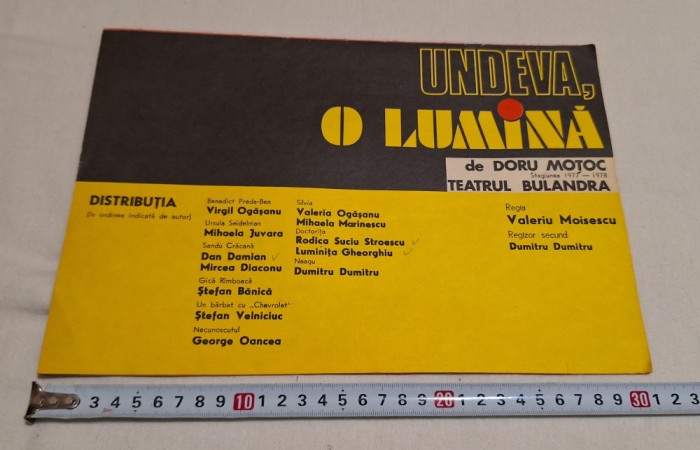 UNDEVA,
O LUMINĂ
de DORU MOȚOC
Stagiunea 1977 — 1978
TEATRUL BULANDRA
DISTRIBUȚIA
(în ordinea indicată de autor)
Benedict Preda-Ben
Virgil Ogășanu
Ursula Seidelman
Mihaela Juvara
Sandu Crăcană
Dan Damian
Mircea Diaconu
Gică Rîmboacă
Ștefan Bănică
Un bărbat cu „Chevrolet"
Ștefan Velniciuc
Necunoscutul
George Oancea
Silvia
Valeria Ogășanu
Mihaela Marinescu
Doctorița
Rodica Suciu Stroescu
Luminița Gheorghiu
Neagu
Dumitru Dumitru
Regia
Valeriu Moisescu
Regizor secund
Dumitru Dumitru
3 4 5 6 7 8 9 10 1 2 3 4 5 6 7 8 9 20 1 2 3 4 5 6 7 8 9 30 1 2 3